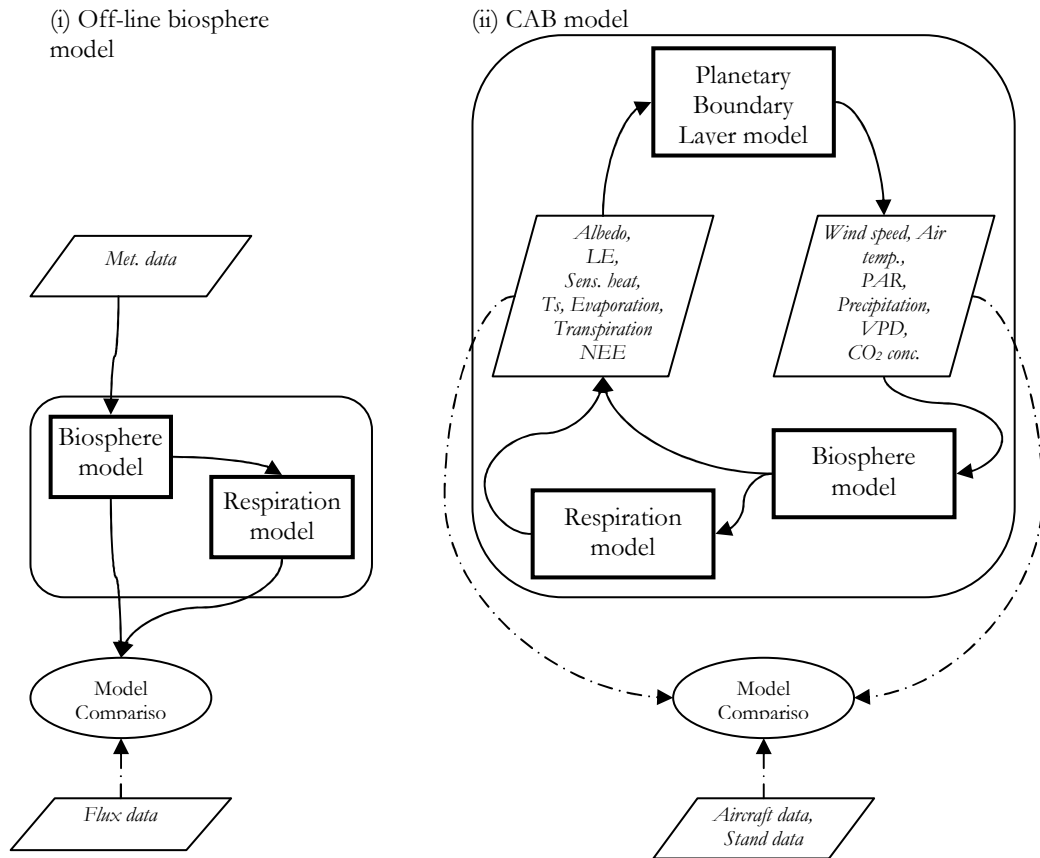 (i) Off-line biosphere
model
Met. data
Biosphere
model
Respiration
model
Model
Compariso
Flux data
(ii) CAB model
Planetary
Boundary
Layer model
Albedo,
LE,
Sens. heat,
Ts, Evaporation,
Transpiration
NEE
Wind speed, Air
temp.,
PAR,
Precipitation,
VPD,
CO₂ conc.
Biosphere
model
Respiration
model
Model
Compariso
Aircraft data,
Stand data